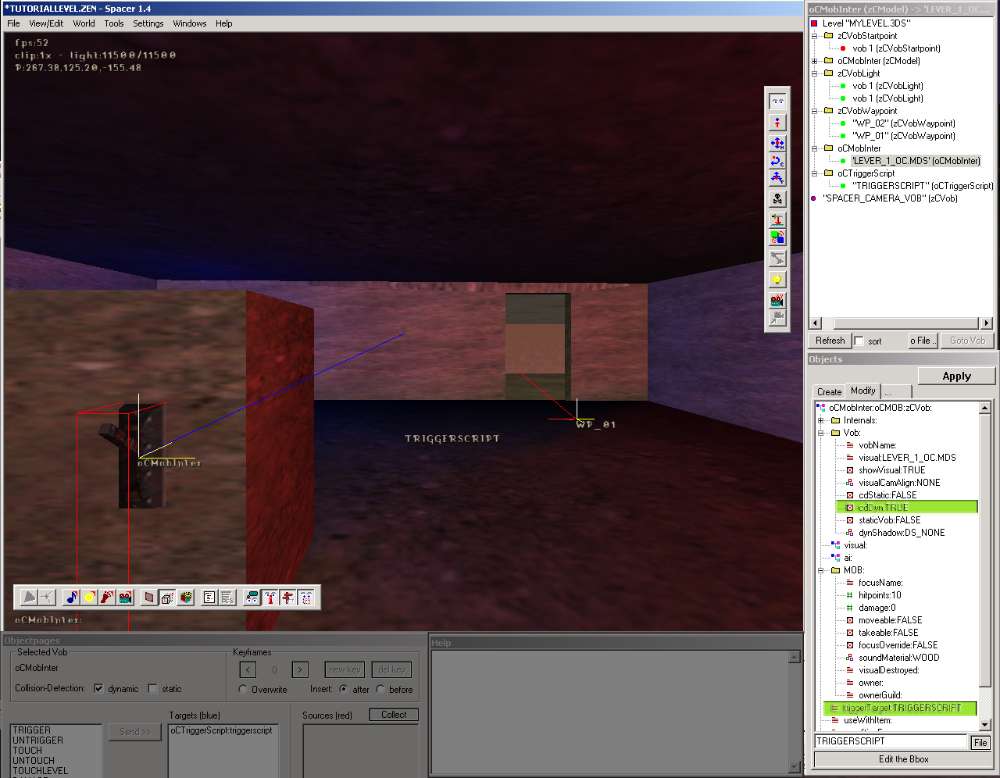 *TUTORIALLEVEL.ZEN - Spacer 1.4
File View/Edit World Tools Settings Windows Help
fps:52
clip:1x - light:11500/11500
P:267.38,125.20,-155.48
WP_01
TRIGGERSCRIPT
oCMobInter
oCMobInter:
oCMobInter (zCModel) -> 'LEVER_1_OC....
Level "MYLEVEL.3DS"
zCVobStartpoint
vob 1 (zCVobStartpoint)
oCMobInter (zCModel)
zCVobLight
vob 1 (zCVobLight)
vob 1 (zCVobLight)
zCVobWaypoint
"WP_02" (zCVobWaypoint)
"WP_01" (zCVobWaypoint)
oCMobInter
'LEVER_1_OC.MDS' (oCMobInter)
oCTriggerScript
"TRIGGERSCRIPT" (oCTriggerScript)
"SPACER_CAMERA_VOB" (zCVob)
Refresh sort o File .. Goto Vob
Objects
Apply
Create Modify ...
oCMobInter:oCMOB:zCVob:
Internals:
Vob:
vobName:
visual:LEVER_1_OC.MDS
showVisual:TRUE
visualCamAlign:NONE
cdStatic:FALSE
cdDyn:TRUE
staticVob:FALSE
dynShadow:DS_NONE
visual:
ai:
MOB:
focusName:
hitpoints:10
damage:0
moveable:FALSE
takeable:FALSE
focusOverride:FALSE
soundMaterial:WOOD
visualDestroyed:
owner:
ownerGuild:
triggerTarget:TRIGGERSCRIPT
useWithItem:
TRIGGERSCRIPT File
Edit the Bbox
Objectpages
Selected Vob
oCMobInter
Collision-Detection: dynamic static
Keyframes
< 0 > new key del key
Overwrite Insert: after before
TRIGGER
UNTRIGGER
TOUCH
UNTOUCH
TOUCHLEVEL
Send >>
Targets (blue)
oCTriggerScript:triggerscript
Sources (red) Collect
Help